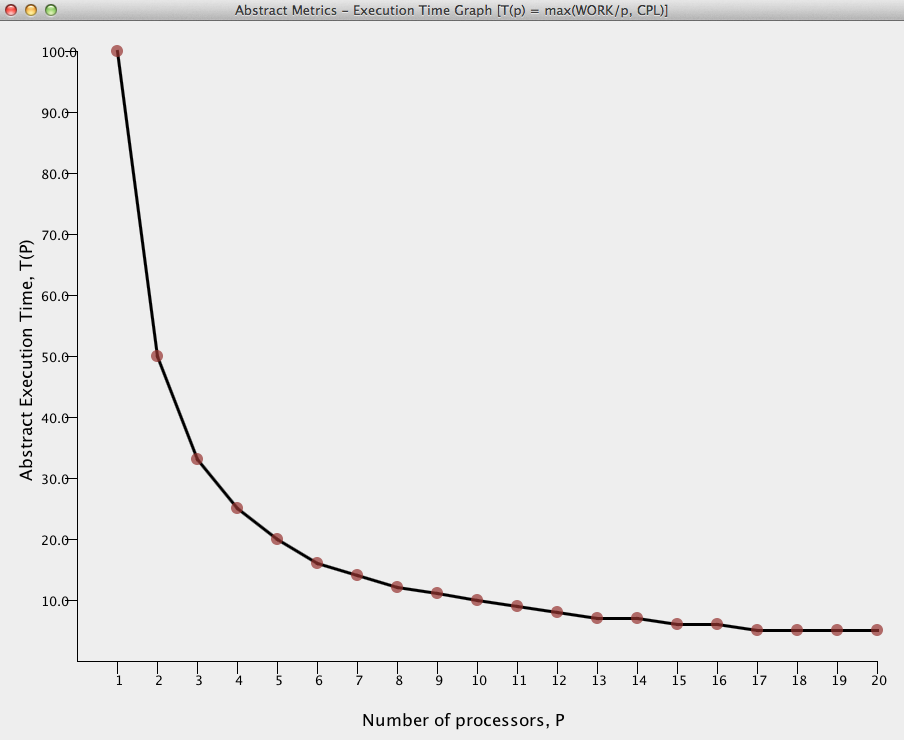 Abstract Metrics - Execution Time Graph [T(p) = max(WORK/p, CPL)]
100.0
90.0
80.0
70.0
60.0
50.0
40.0
30.0
20.0
10.0
Abstract Execution Time, T(P)
1 2 3 4 5 6 7 8 9 10 11 12 13 14 15 16 17 18 19 20
Number of processors, P